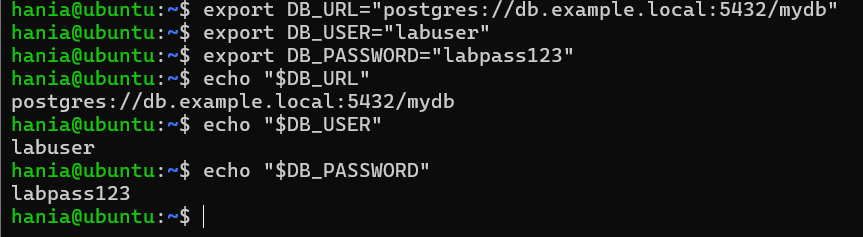 hania@ubuntu:~$ export DB_URL="postgres://db.example.local:5432/mydb"
hania@ubuntu:~$ export DB_USER="labuser"
hania@ubuntu:~$ export DB_PASSWORD="labpass123"
hania@ubuntu:~$ echo "$DB_URL"
postgres://db.example.local:5432/mydb
hania@ubuntu:~$ echo "$DB_USER"
labuser
hania@ubuntu:~$ echo "$DB_PASSWORD"
labpass123
hania@ubuntu:~$